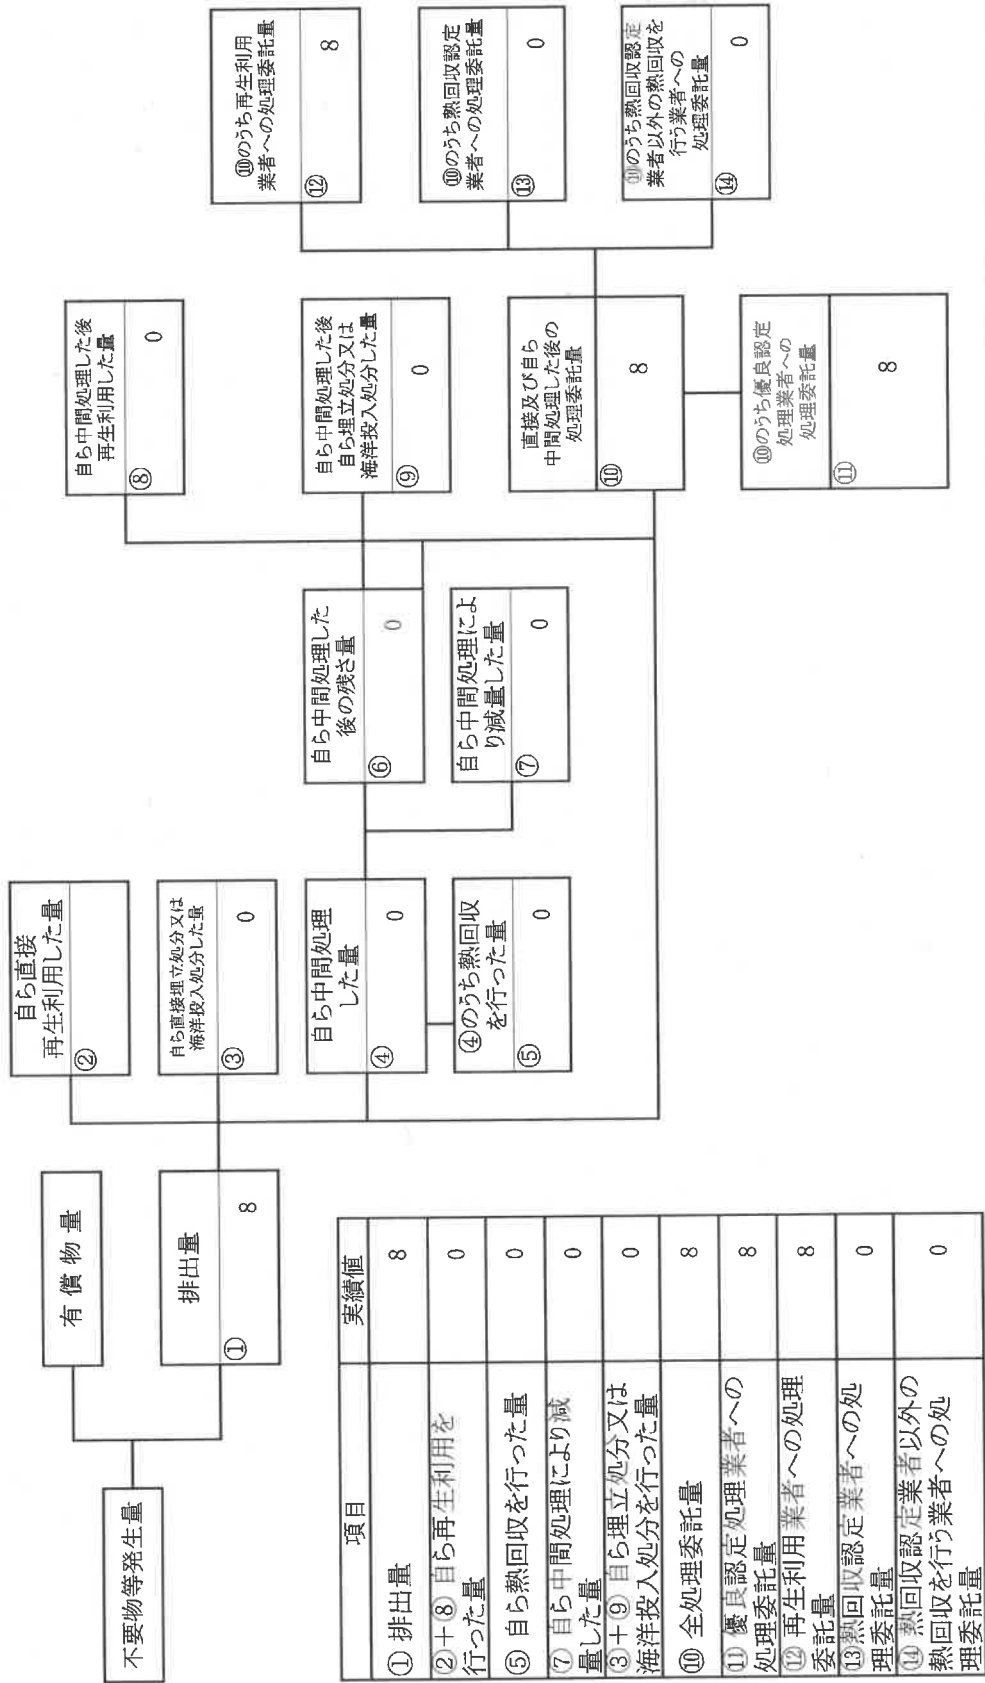 不要物等発生量
有償物量
排出量
① 8
自ら直接
再生利用した量
②
自ら直接埋立処分又は
海洋投入処分した量
③ 0
自ら中間処理
した量
④ 0
④のうち熱回収
を行った量
⑤ 0
自ら中間処理した
後の残さ量
⑥ 0
自ら中間処理によ
り減量した量
⑦ 0
自ら中間処理した後
再生利用した量
⑧ 0
自ら中間処理した後
自ら埋立処分又は
海洋投入処分した量
⑨ 0
直接及び自ら
中間処理した後の
処理委託量
⑩ 8
⑩のうち優良認定
処理業者への
処理委託量
⑪ 8
⑩のうち再生利用
業者への処理委託量
⑫ 8
⑩のうち熱回収認定
業者への処理委託量
⑬ 0
⑩のうち熱回収認定
業者以外の熱回収を
行う業者への
処理委託量
⑭ 0
項目 実績値
①排出量 8
②+⑧ 自ら再生利用を
行った量 0
⑤ 自ら熱回収を行った量 0
⑦ 自ら中間処理により減
量した量 0
③+⑨ 自ら埋立処分又は
海洋投入処分を行った量 0
⑩ 全処理委託量 8
⑪ 優良認定処理業者への
処理委託量 8
⑫ 再生利用業者への処理
委託量 8
⑬熱回収認定業者への処
理委託量 0
⑭ 熱回収認定業者以外の
熱回収を行う業者への処
理委託量 0